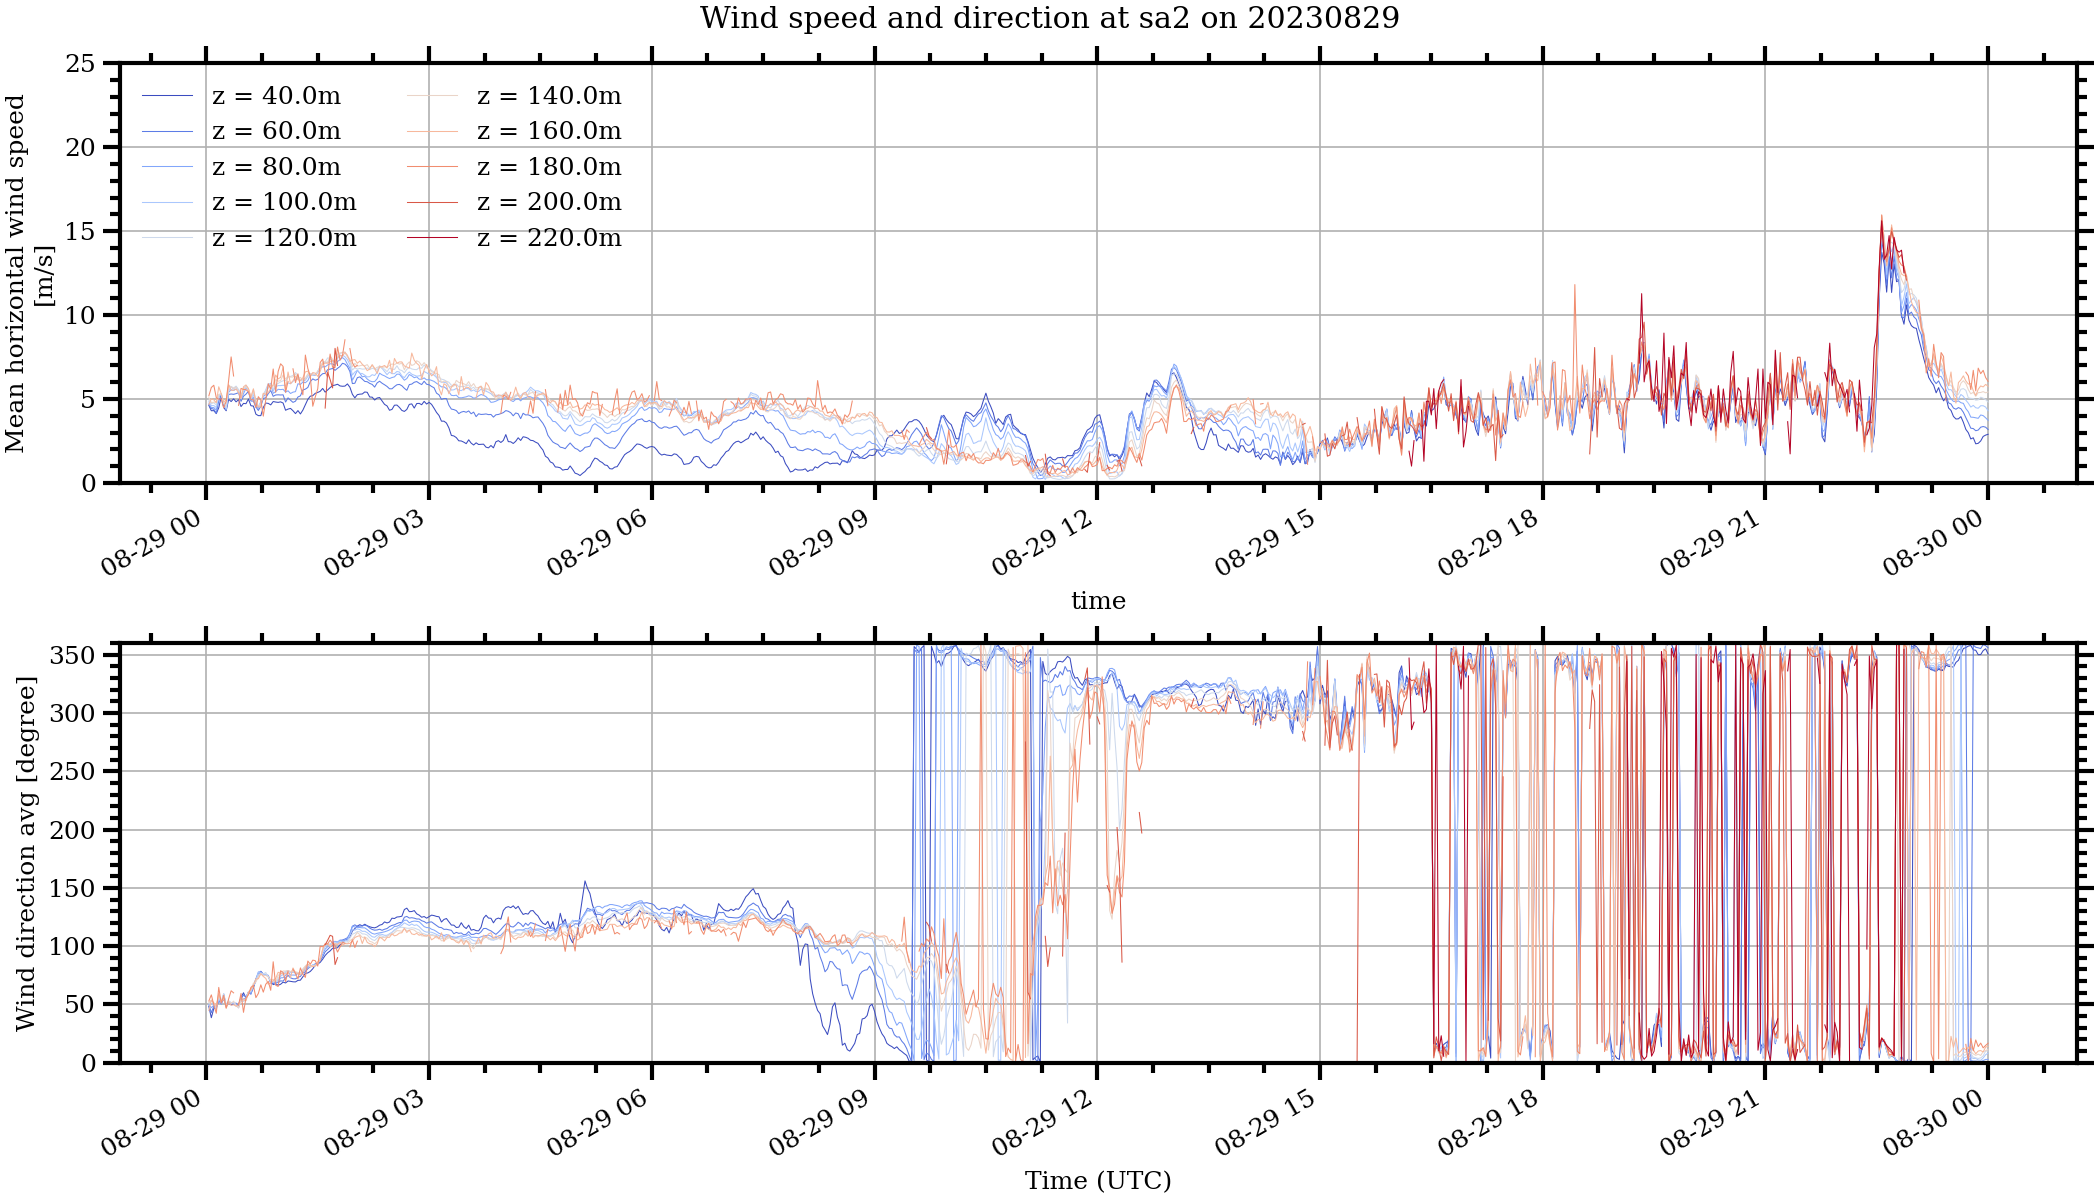 Wind speed and direction at sa2 on 20230829
Mean horizontal wind speed
[m/s]
25
20
15
10
5
0
z = 40.0m
z = 60.0m
z = 80.0m
z = 100.0m
z = 120.0m
z = 140.0m
z = 160.0m
z = 180.0m
z = 200.0m
z = 220.0m
08-29 00
08-29 03
08-29 06
08-29 09
08-29 12
08-29 15
08-29 18
08-29 21
08-30 00
time
Wind direction avg [degree]
350
300
250
200
150
100
50
0
08-29 00
08-29 03
08-29 06
08-29 09
08-29 12
08-29 15
08-29 18
08-29 21
08-30 00
Time (UTC)